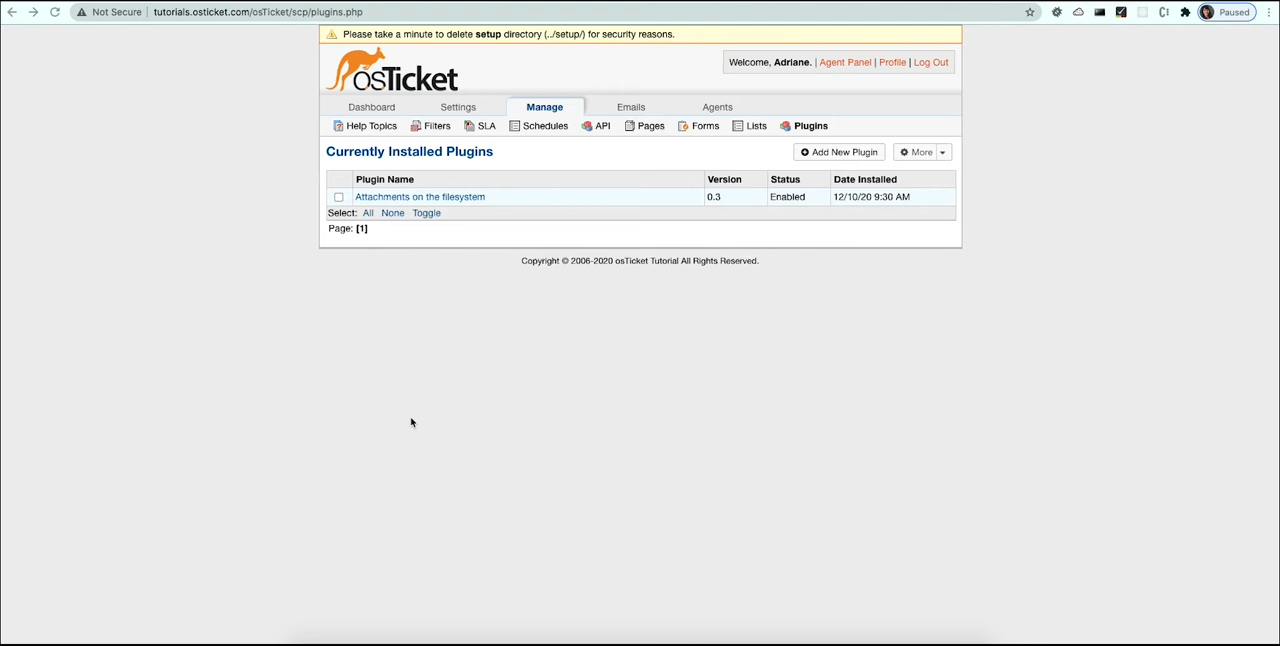 Not Secure tutorials.osticket.com/osTicket/scp/plugins.php Paused
Please take a minute to delete setup directory (../setup/) for security reasons.
osTicket
Welcome, Adriane. | Agent Panel | Profile | Log Out
Dashboard Settings Manage Emails Agents
Help Topics Filters SLA Schedules API Pages Forms Lists Plugins
Currently Installed Plugins Add New Plugin More
Plugin Name Version Status Date Installed
Attachments on the filesystem 0.3 Enabled 12/10/20 9:30 AM
Select: All None Toggle
Page: [1]
Copyright © 2006-2020 osTicket Tutorial All Rights Reserved.